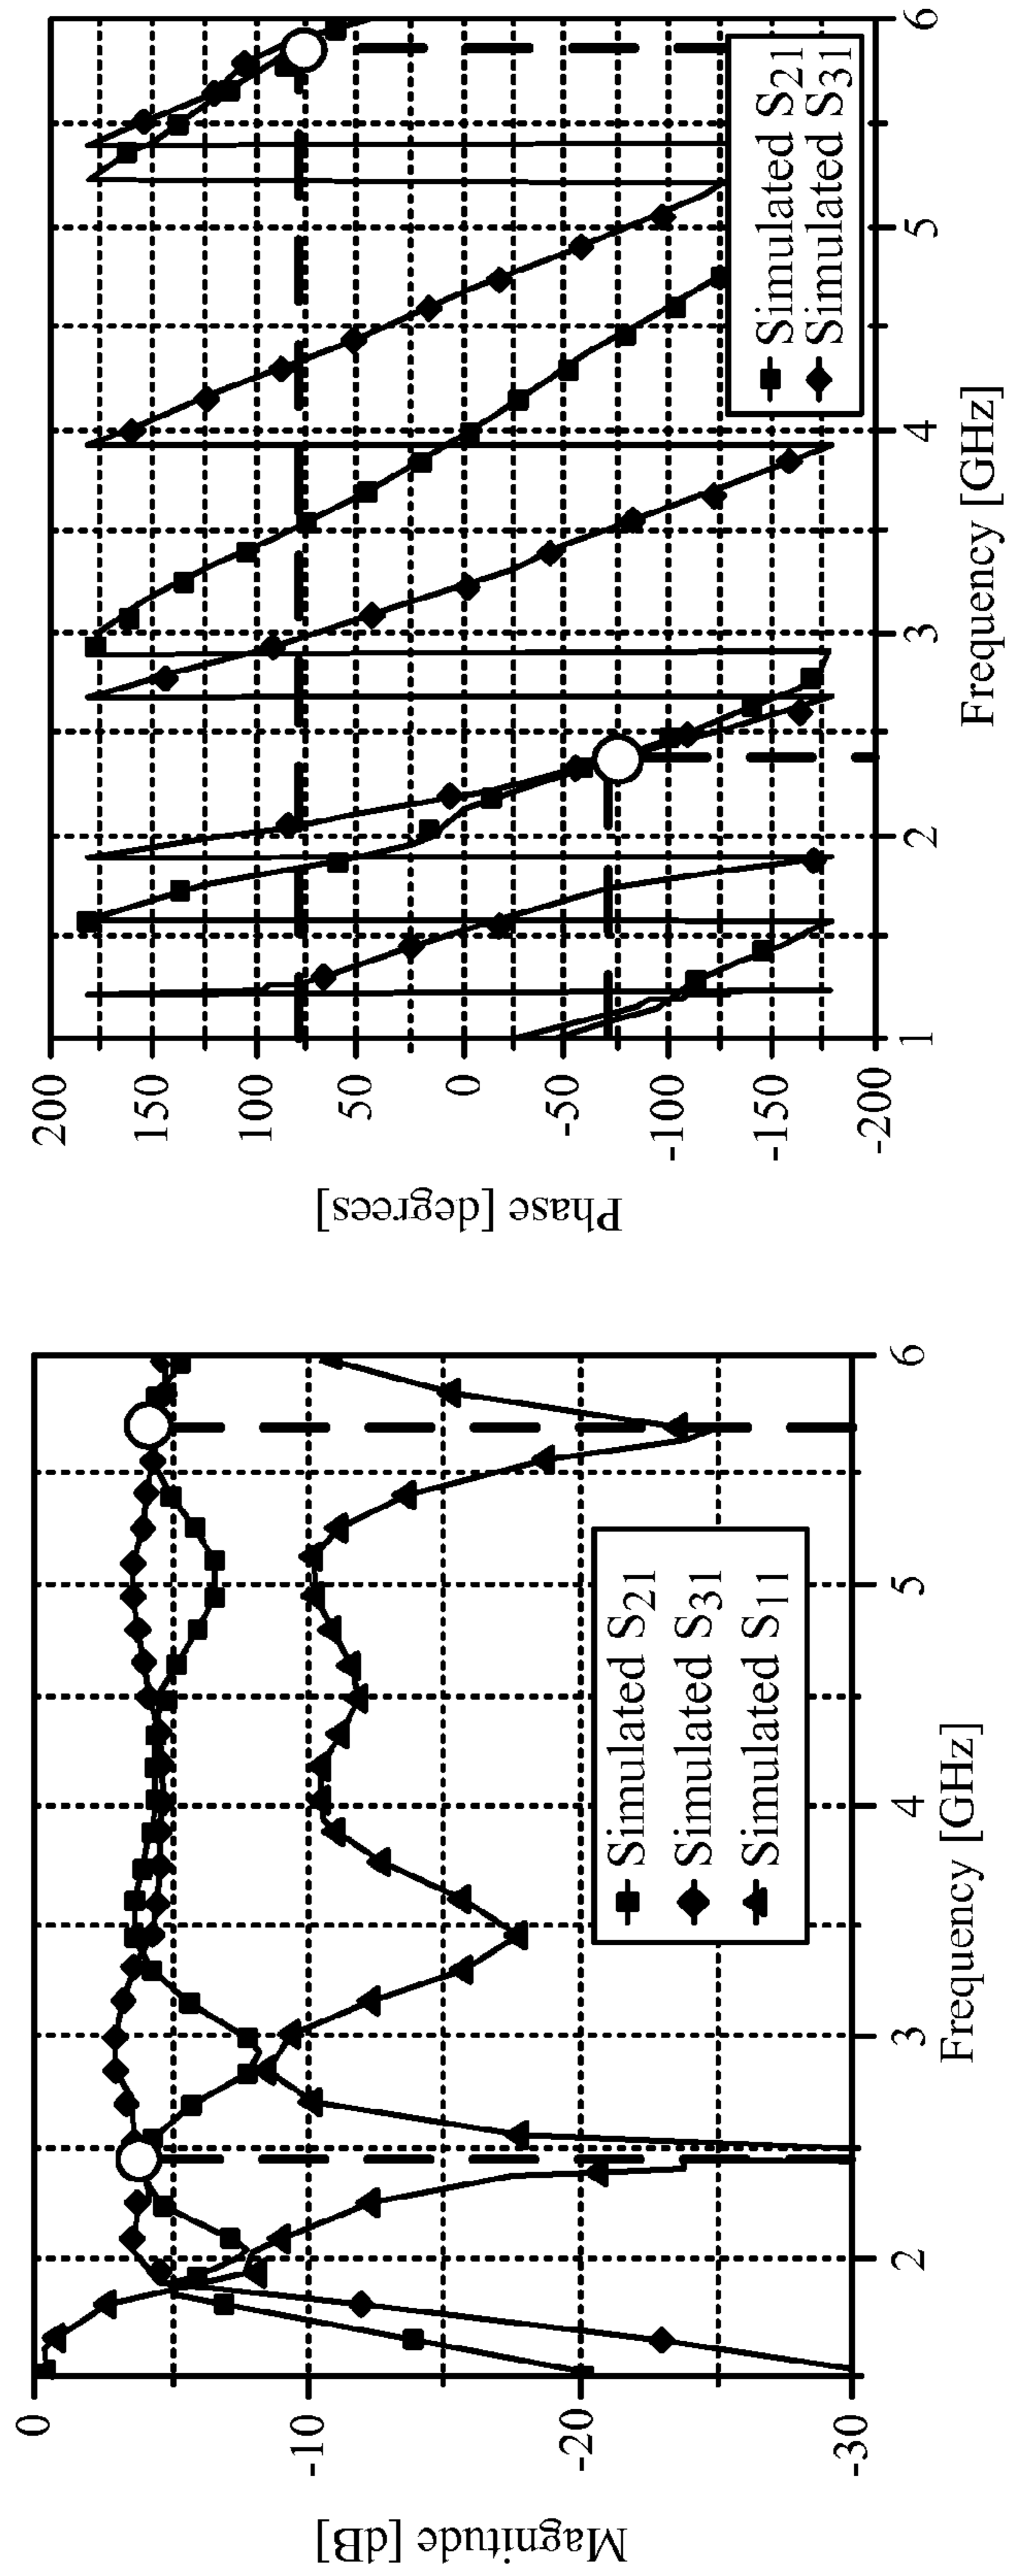 Magnitude [dB]
0
-10
-20
-30
2
3
4
5
6
Frequency [GHz]
Simulated S21
Simulated S31
Simulated S11
Phase [degrees]
200
150
100
50
0
-50
-100
-150
-200
1
2
3
4
5
6
Frequency [GHz]
Simulated S21
Simulated S31